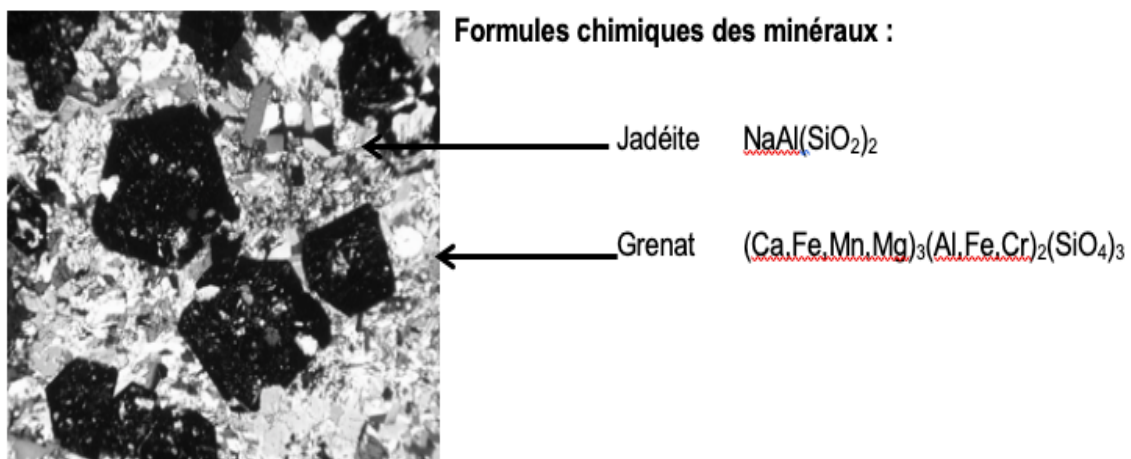 Formules chimiques des minéraux :
Jadéite NaAl(SiO₂)₂
Grenat (Ca,Fe,Mn,Mg)₃(Al,Fe,Cr)₂(SiO₄)₃